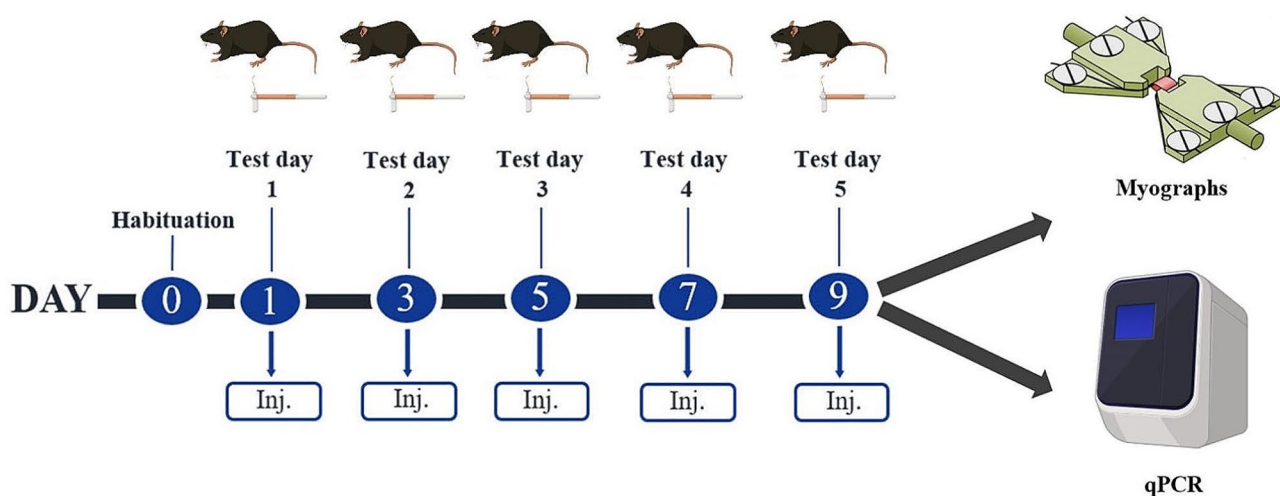 Test day
1
Test day
2
Test day
3
Test day
4
Test day
5
Myographs
Habituation
DAY
0
1
3
5
7
9
Inj.
Inj.
Inj.
Inj.
Inj.
qPCR